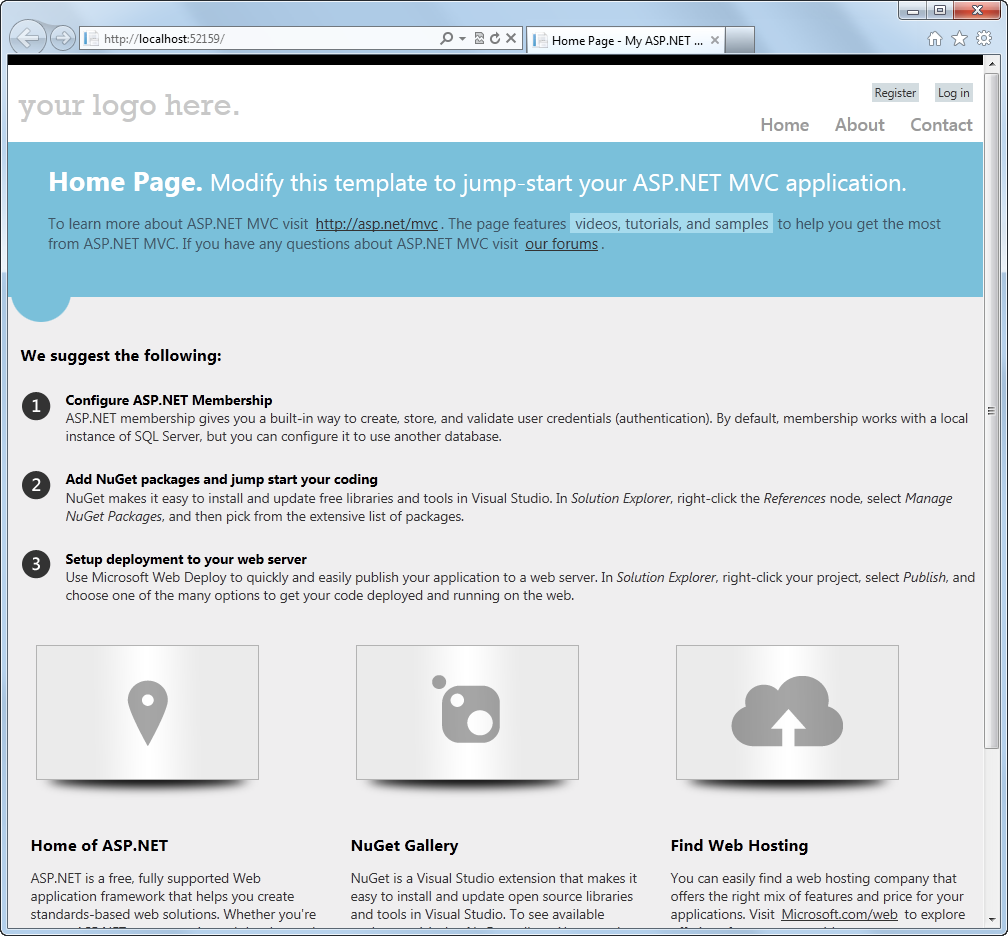 http://localhost:52159/
Home Page - My ASP.NET ...
your logo here.
Register Log in
Home About Contact
Home Page. Modify this template to jump-start your ASP.NET MVC application.
To learn more about ASP.NET MVC visit http://asp.net/mvc. The page features videos, tutorials, and samples to help you get the most
from ASP.NET MVC. If you have any questions about ASP.NET MVC visit our forums.
We suggest the following:
1 Configure ASP.NET Membership
ASP.NET membership gives you a built-in way to create, store, and validate user credentials (authentication). By default, membership works with a local
instance of SQL Server, but you can configure it to use another database.
2 Add NuGet packages and jump start your coding
NuGet makes it easy to install and update free libraries and tools in Visual Studio. In Solution Explorer, right-click the References node, select Manage
NuGet Packages, and then pick from the extensive list of packages.
3 Setup deployment to your web server
Use Microsoft Web Deploy to quickly and easily publish your application to a web server. In Solution Explorer, right-click your project, select Publish, and
choose one of the many options to get your code deployed and running on the web.
Home of ASP.NET
ASP.NET is a free, fully supported Web
application framework that helps you create
standards-based web solutions. Whether you're
NuGet Gallery
NuGet is a Visual Studio extension that makes it
easy to install and update open source libraries
and tools in Visual Studio. To see available
Find Web Hosting
You can easily find a web hosting company that
offers the right mix of features and price for your
applications. Visit Microsoft.com/web to explore